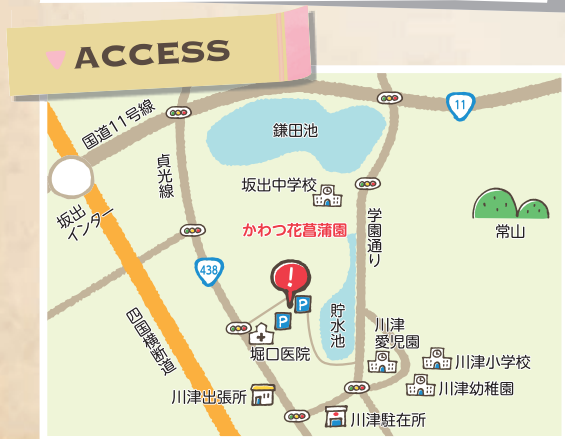 ▼ACCESS
国道11号線
11
鎌田池
貞光線
坂出中学校
坂出
インター
学園通り
かわつ花菖蒲園
常山
438
!
P
P
四国横断道
貯水池
堀口医院
川津
愛児園
川津小学校
川津幼稚園
川津出張所
川津駐在所